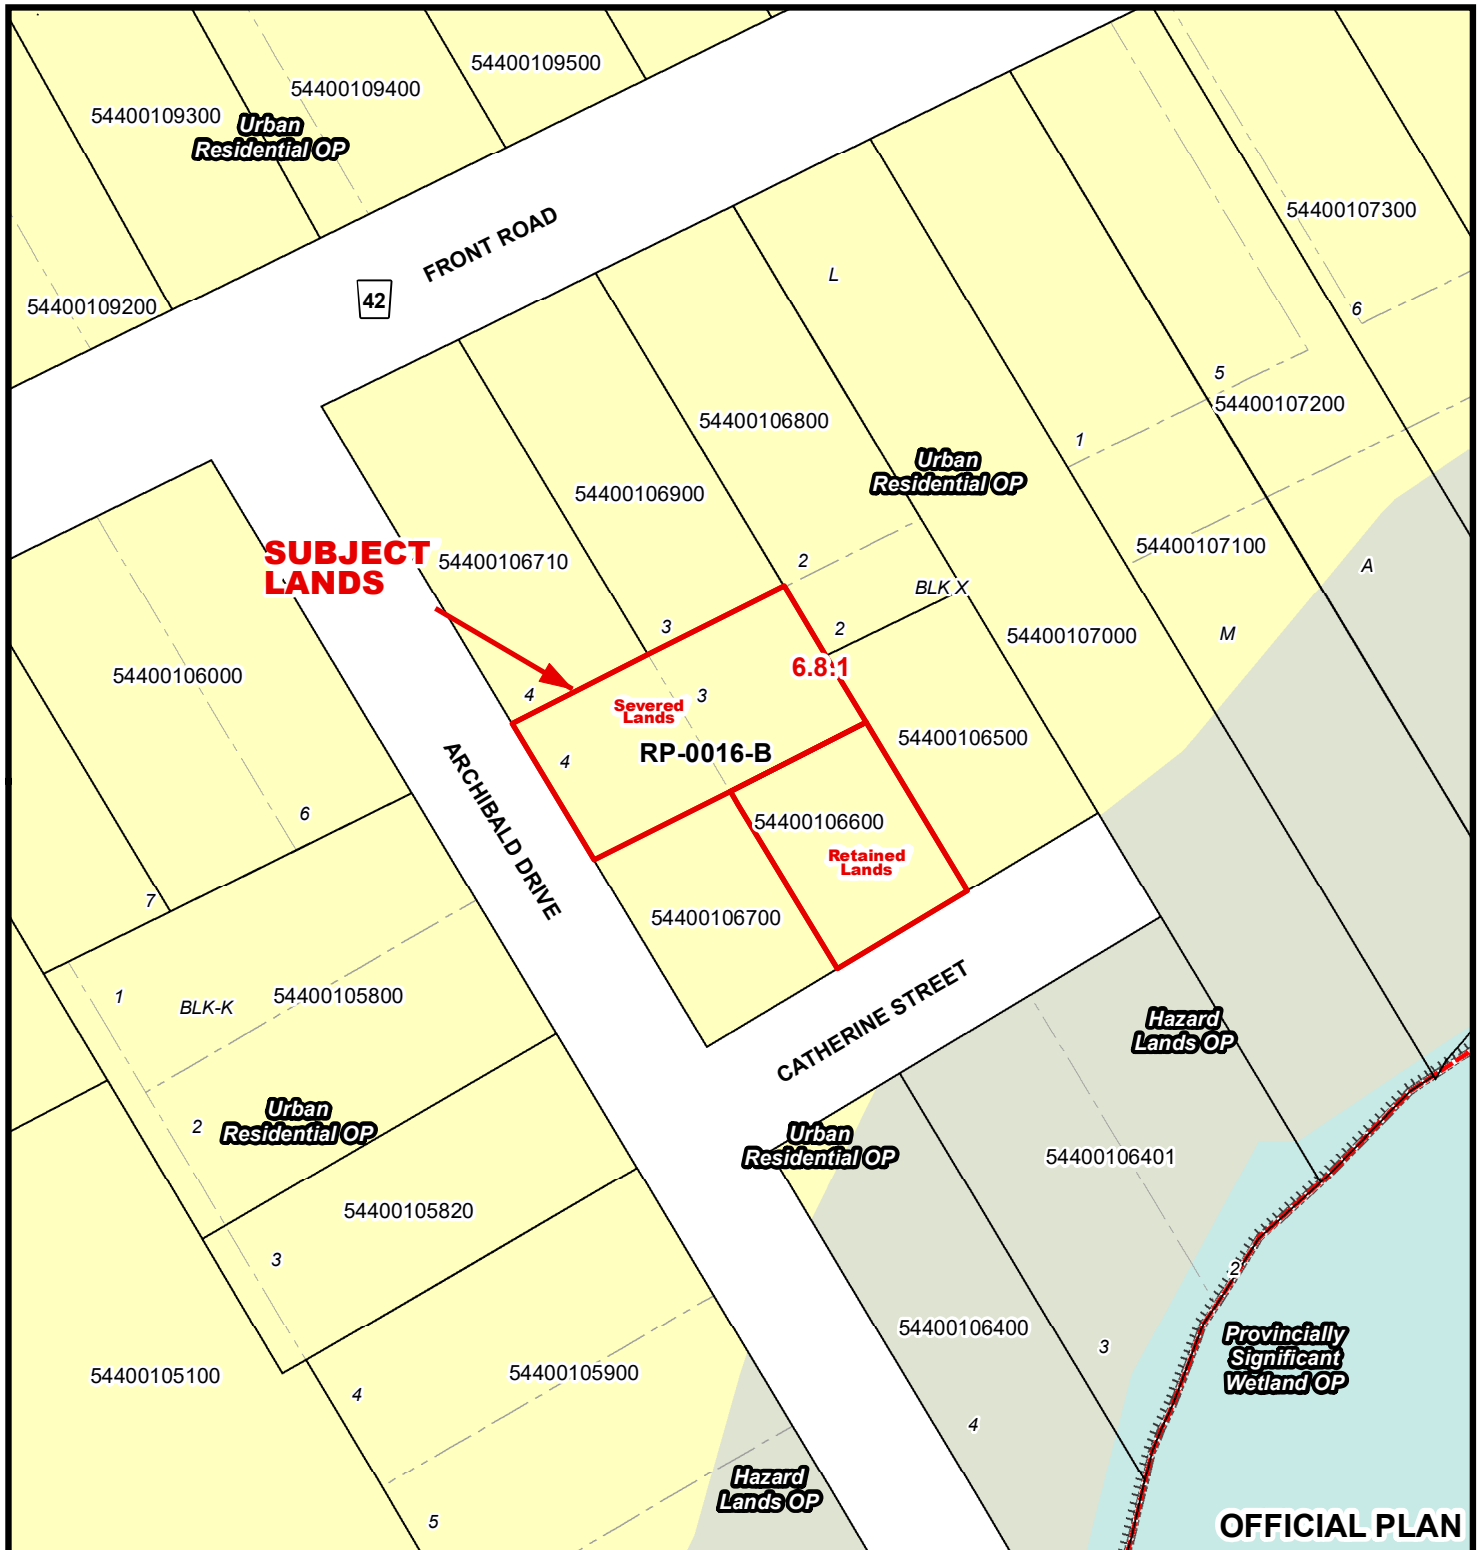 54400109500
54400109400
54400109300
Urban
Residential OP
54400107300
FRONT ROAD
42
54400109200
L
6
5
54400107200
54400106800
1
Urban
Residential OP
54400106900
54400107100
SUBJECT
LANDS
54400106710
2
A
BLK X
3
2
54400107000
M
6.8:1
54400106000
4
3
Severed
Lands
RP-0016-B
54400106500
4
ARCHIBALD DRIVE
6
54400106600
Retained
Lands
7
54400106700
1
BLK-K
54400105800
CATHERINE STREET
Hazard
Lands OP
2
Urban
Residential OP
Urban
Residential OP
54400106401
54400105820
3
2
54400106400
3
Provincially
Significant
Wetland OP
54400105100
54400105900
4
4
Hazard
Lands OP
5
OFFICIAL PLAN